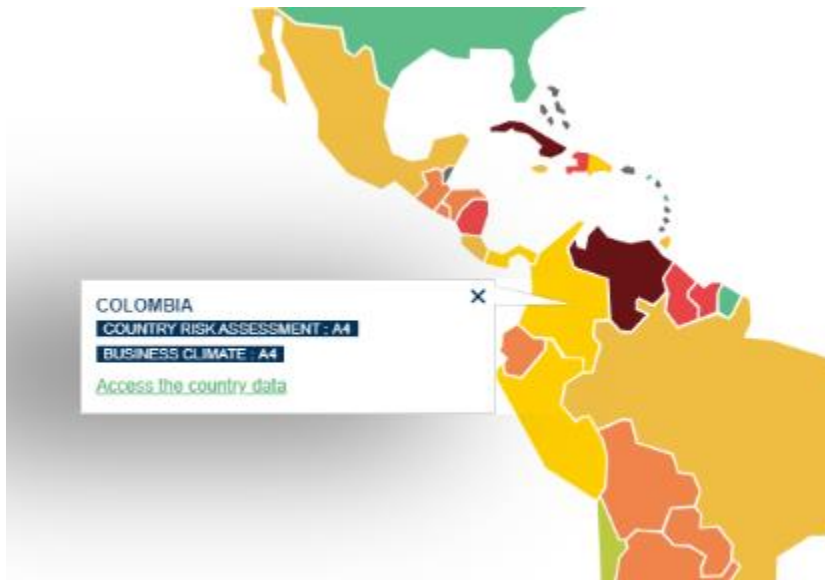 COLOMBIA
COUNTRY RISK ASSESSMENT : A4
BUSINESS CLIMATE : A4
Access the country data